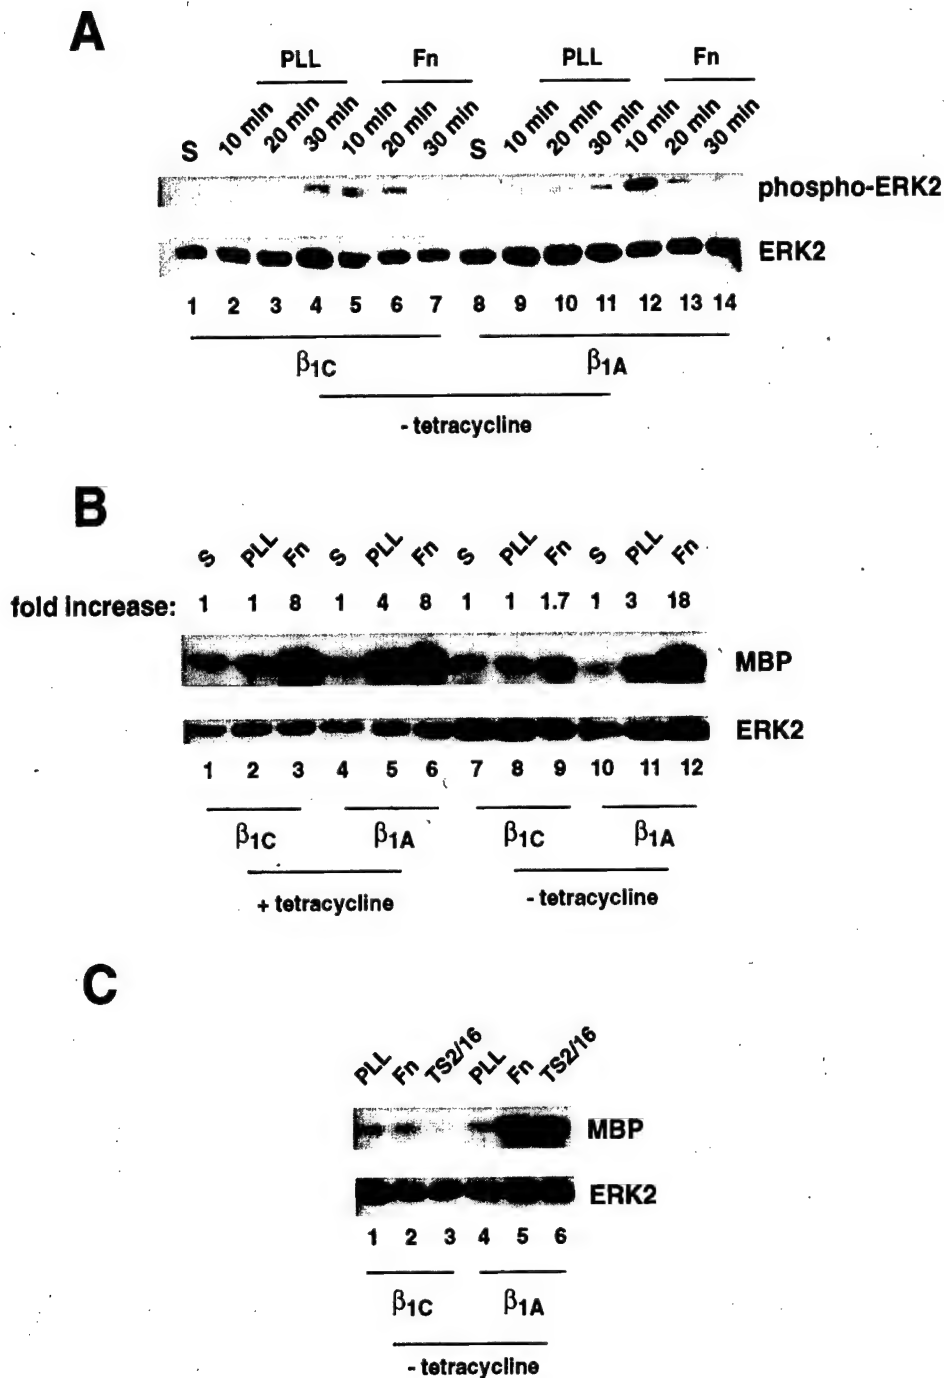 A
PLL Fn PLL Fn
S 10 min 20 min 30 min 10 min 20 min 30 min S 10 min 20 min 30 min 10 min 20 min 30 min
phospho-ERK2
ERK2
1 2 3 4 5 6 7 8 9 10 11 12 13 14
β1C β1A
- tetracycline
B
S PLL Fn S PLL Fn S PLL Fn S PLL Fn
fold increase: 1 1 8 1 4 8 1 1 1.7 1 3 18
MBP
ERK2
1 2 3 4 5 6 7 8 9 10 11 12
β1C β1A β1C β1A
+ tetracycline - tetracycline
C
PLL Fn TS2/16 PLL Fn TS2/16
MBP
ERK2
1 2 3 4 5 6
β1C β1A
- tetracycline